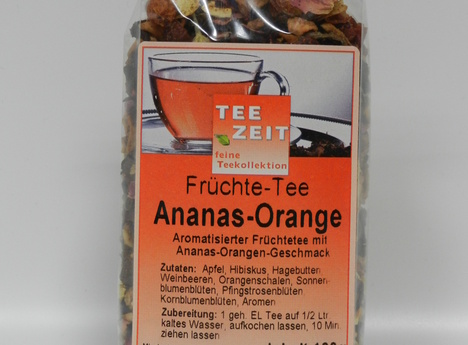 TEE
ZEIT
feine
Teekollektion
Früchte-Tee
Ananas-Orange
Aromatisierter Früchtetee mit
Ananas-Orangen-Geschmack
Zutaten: Apfel, Hibiskus, Hagebutten
Weinbeeren, Orangenschalen, Sonnen
blumenblüten, Pfingstrosenblüten
Kornblumenblüten, Aromen
Zubereitung: 1 geh. EL Tee auf 1/2 Ltr
kaltes Wasser, aufkochen lassen, 10 Min
ziehen lassen